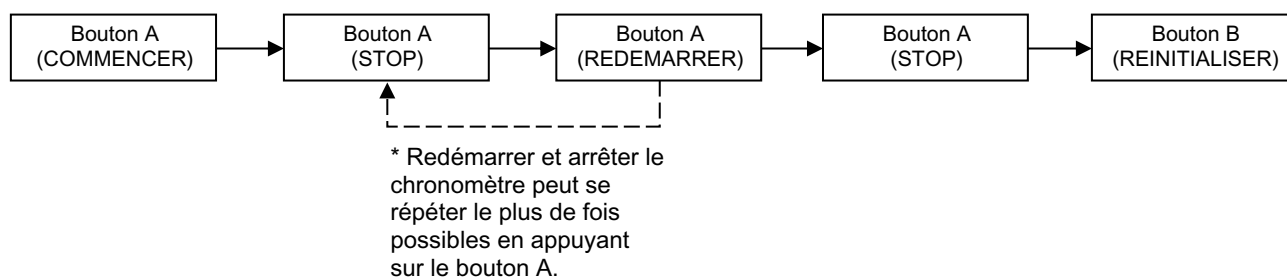 Bouton A
(COMMENCER)
Bouton A
(STOP)
Bouton A
(REDEMARRER)
Bouton A
(STOP)
Bouton B
(REINITIALISER)
* Redémarrer et arrêter le
chronomètre peut se
répéter le plus de fois
possibles en appuyant
sur le bouton A.